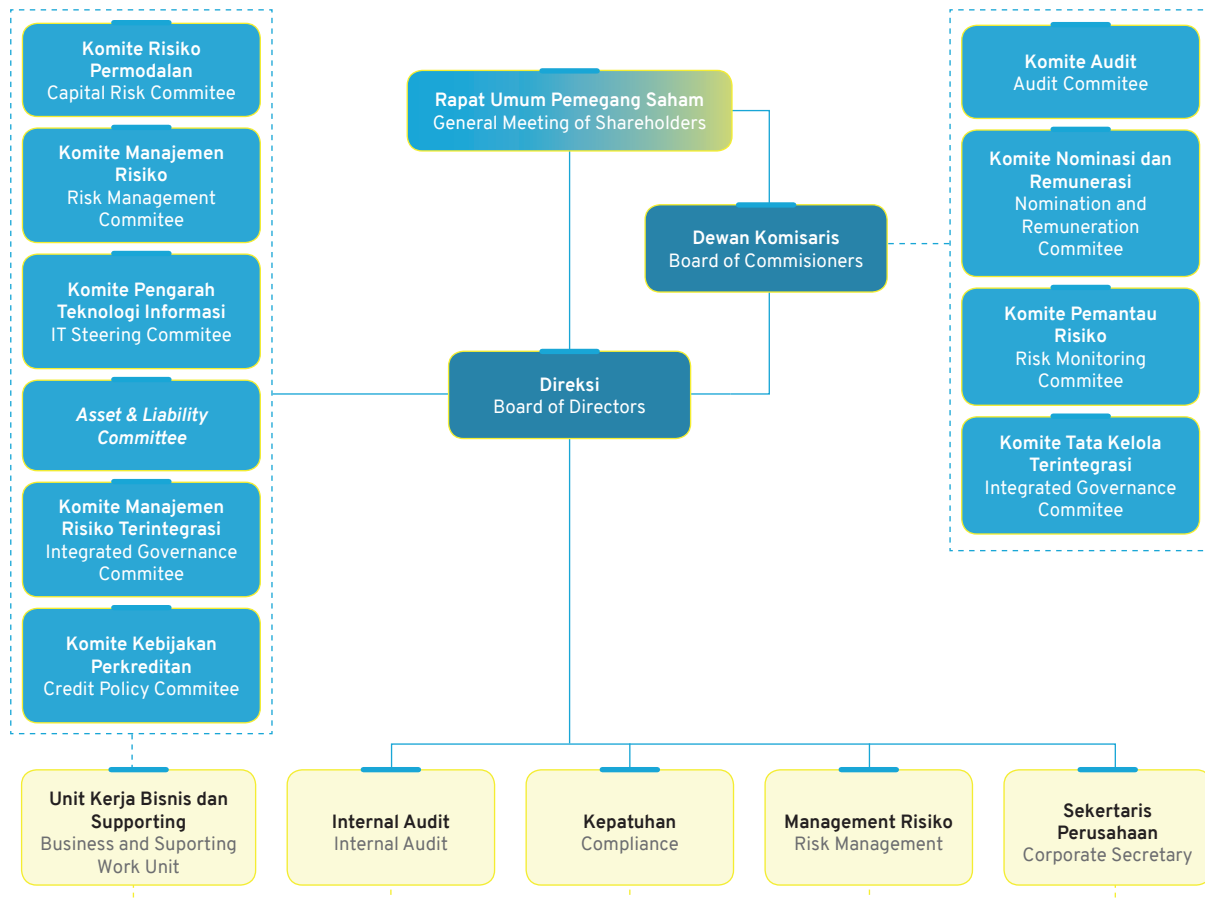 Komite Risiko
Permodalan
Capital Risk Commitee
Komite Manajemen
Risiko
Risk Management
Commitee
Komite Pengarah
Teknologi Informasi
IT Steering Commitee
Asset & Liability
Committee
Komite Manajemen
Risiko Terintegrasi
Integrated Governance
Commitee
Komite Kebijakan
Perkreditan
Credit Policy Commitee
Rapat Umum Pemegang Saham
General Meeting of Shareholders
Dewan Komisaris
Board of Commisioners
Direksi
Board of Directors
Komite Audit
Audit Commitee
Komite Nominasi dan
Remunerasi
Nomination and
Remuneration
Commitee
Komite Pemantau
Risiko
Risk Monitoring
Commitee
Komite Tata Kelola
Terintegrasi
Integrated Governance
Commitee
Unit Kerja Bisnis dan
Supporting
Business and Suporting
Work Unit
Internal Audit
Internal Audit
Kepatuhan
Compliance
Management Risiko
Risk Management
Sekertaris
Perusahaan
Corporate Secretary